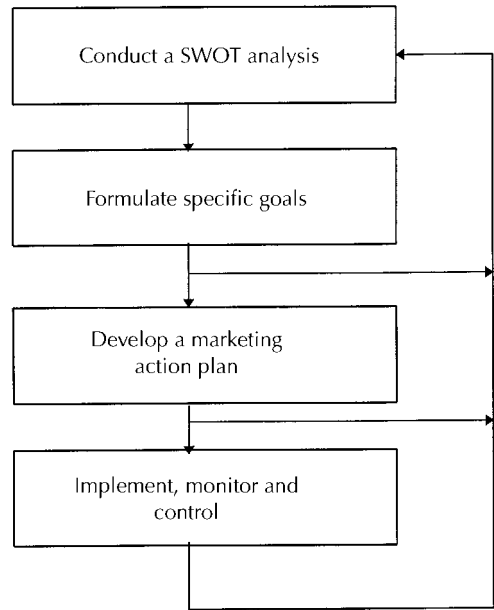 Conduct a SWOT analysis
Formulate specific goals
Develop a marketing
action plan
Implement, monitor and
control